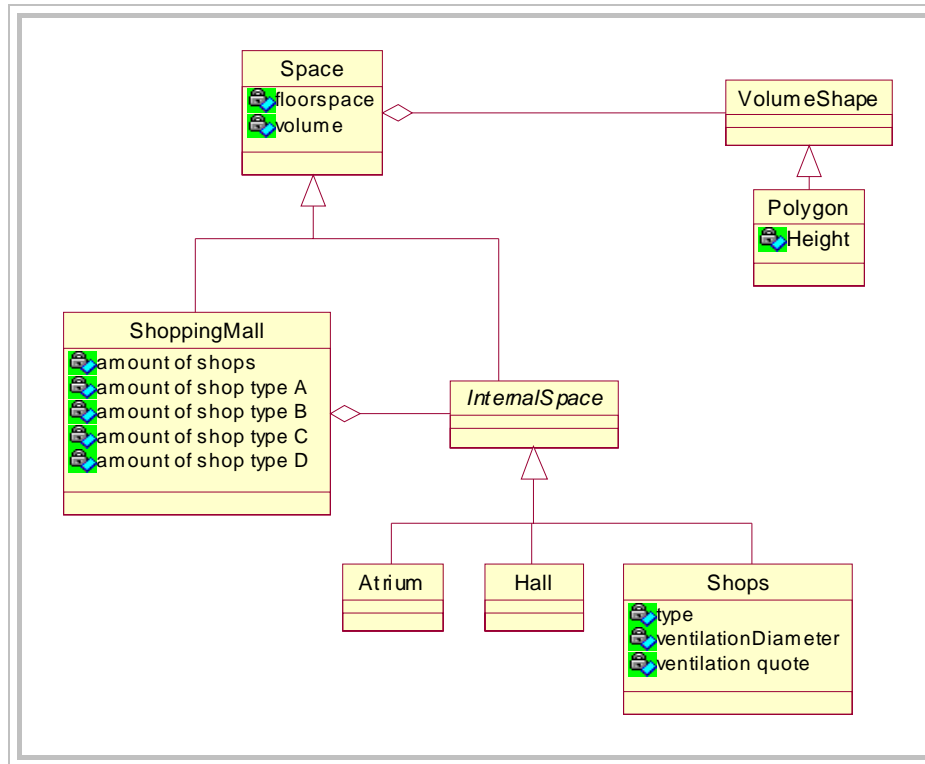 Space
floorspace
volume
VolumeShape
Polygon
Height
ShoppingMall
amount of shops
amount of shop type A
amount of shop type B
amount of shop type C
amount of shop type D
InternalSpace
Atrium
Hall
Shops
type
ventilationDiameter
ventilation quote